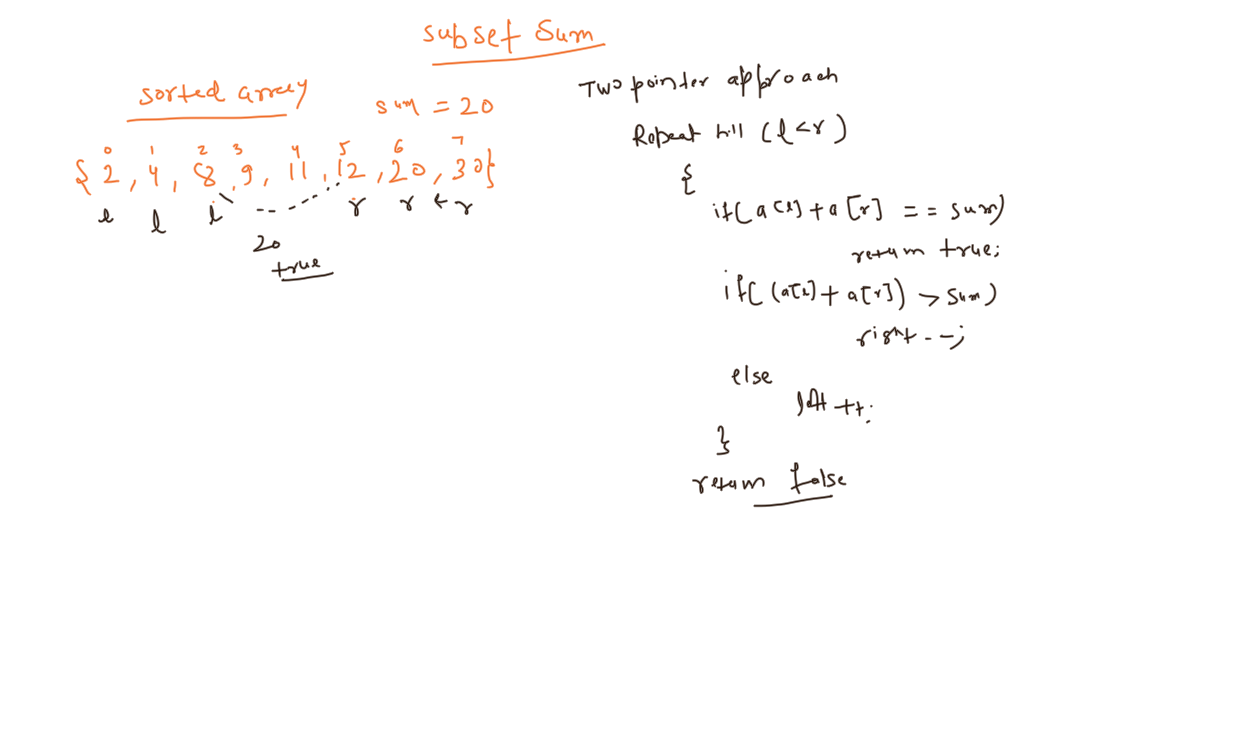 subset sum
sorted array
sum = 20
0 1 2 3 4 5 6 7
{ 2, 4, 8, 9, 11, 12, 20, 30}
l l l r r ← r
20
true
Two pointer approach
Repeat till (l<r)
{
if(a[l]+a[r] == sum)
return true;
if((a[l]+a[r]) > sum)
right--;
else
left ++;
}
return false